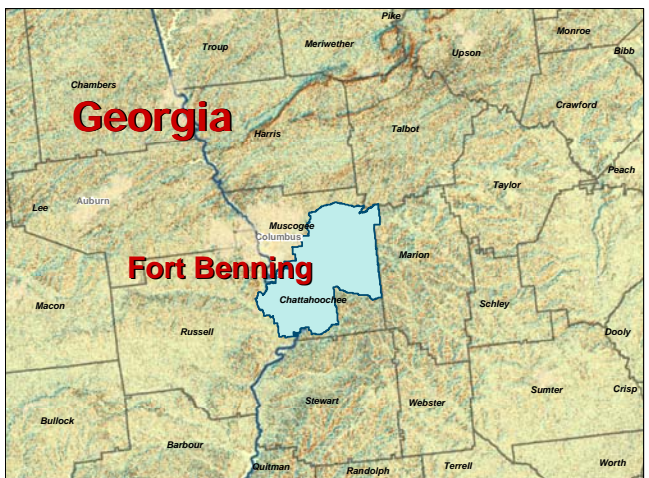 Pike
Troup
Meriwether
Monroe
Upson
Bibb
Chambers
Crawford
Georgia
Harris
Talbot
Peach
Taylor
Auburn
Lee
Muscogee
Columbus
Marion
Fort Benning
Chattahoochee
Macon
Schley
Russell
Dooly
Sumter
Crisp
Stewart
Webster
Bullock
Barbour
Worth
Terrell
Quitman
Randolph